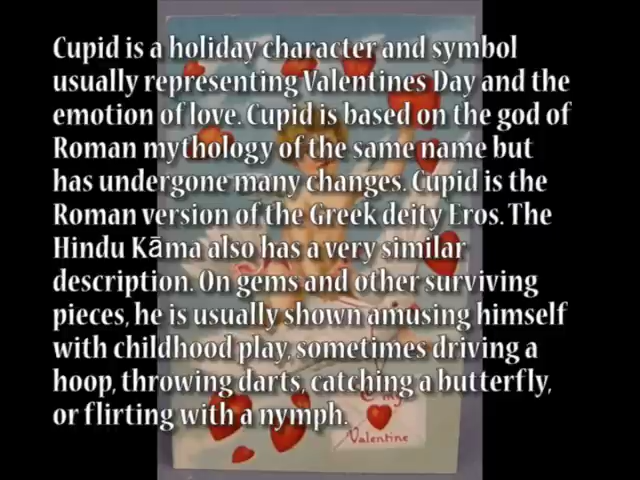 Cupid is a holiday character and symbol
usually representing Valentines Day and the
emotion of love. Cupid is based on the god of
Roman mythology of the same name but
has undergone many changes. Cupid is the
Roman version of the Greek deity Eros. The
Hindu Kāma also has a very similar
description. On gems and other surviving
pieces, he is usually shown amusing himself
with childhood play, sometimes driving a
hoop, throwing darts, catching a butterfly,
or flirting with a nymph.
my
Valentine